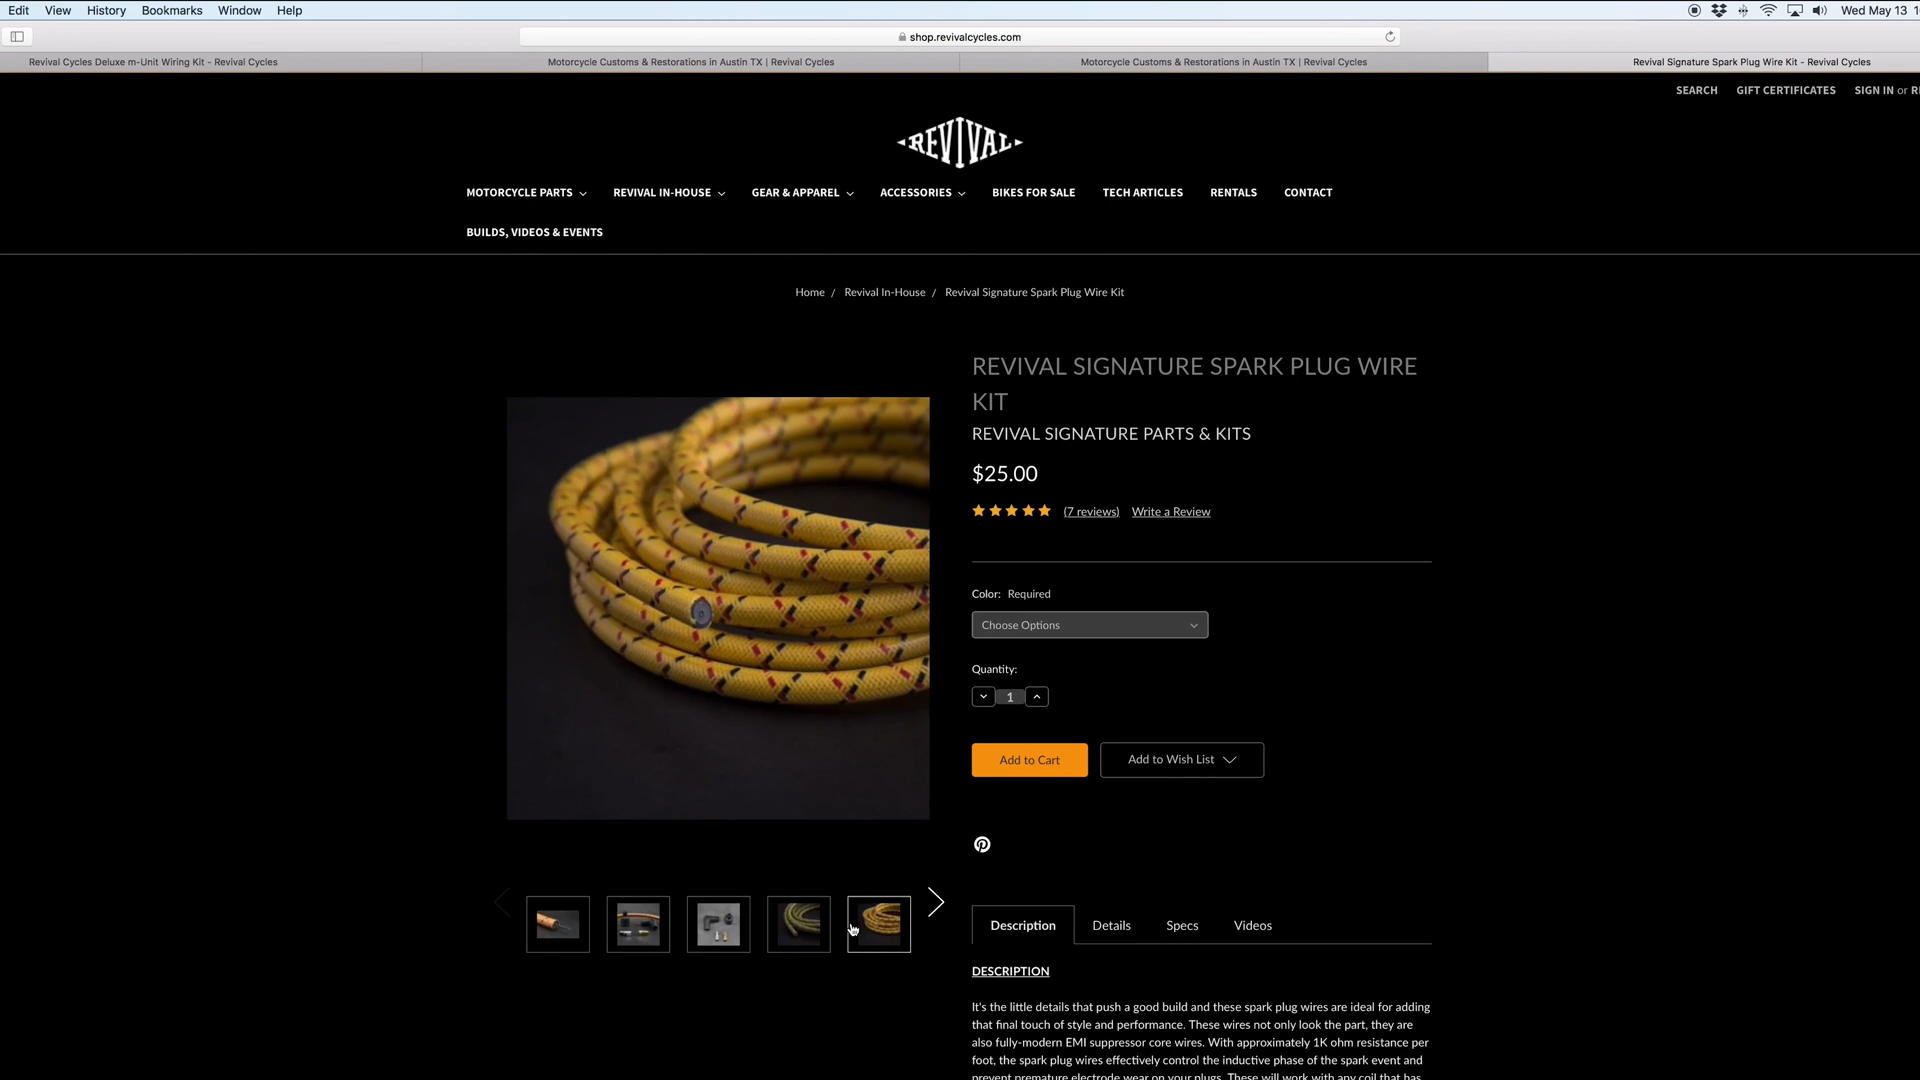 Edit View History Bookmarks Window Help Wed May 13
shop.revivalcycles.com
Revival Cycles Deluxe m-Unit Wiring Kit - Revival Cycles
Motorcycle Customs & Restorations in Austin TX | Revival Cycles
Motorcycle Customs & Restorations in Austin TX | Revival Cycles
Revival Signature Spark Plug Wire Kit - Revival Cycles
SEARCH GIFT CERTIFICATES SIGN IN or
REVIVAL
MOTORCYCLE PARTS REVIVAL IN-HOUSE GEAR & APPAREL ACCESSORIES BIKES FOR SALE TECH ARTICLES RENTALS CONTACT
BUILDS, VIDEOS & EVENTS
Home / Revival In-House / Revival Signature Spark Plug Wire Kit
REVIVAL SIGNATURE SPARK PLUG WIRE
KIT
REVIVAL SIGNATURE PARTS & KITS
$25.00
(7 reviews) Write a Review
Color: Required
Choose Options
Quantity:
1
Add to Cart Add to Wish List
Description Details Specs Videos
DESCRIPTION
It's the little details that push a good build and these spark plug wires are ideal for adding
that final touch of style and performance. These wires not only look the part, they are
also fully-modern EMI suppressor core wires. With approximately 1K ohm resistance per
foot, the spark plug wires effectively control the inductive phase of the spark event and
prevent premature electrode wear on your plugs. These will work with any coil that has